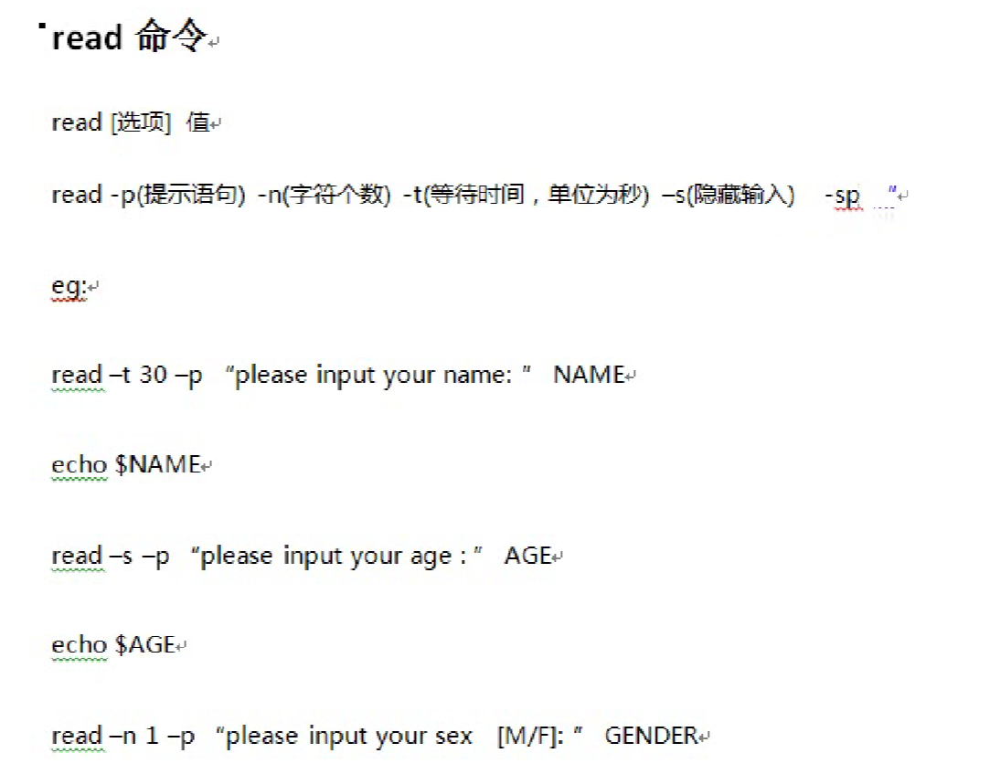 read 命令
read [选项] 值
read -p(提示语句) -n(字符个数) -t(等待时间，单位为秒) –s(隐藏输入) -sp ”
eg:
read –t 30 –p “please input your name: ” NAME
echo $NAME
read –s –p “please input your age : ” AGE
echo $AGE
read –n 1 –p “please input your sex [M/F]: ” GENDER